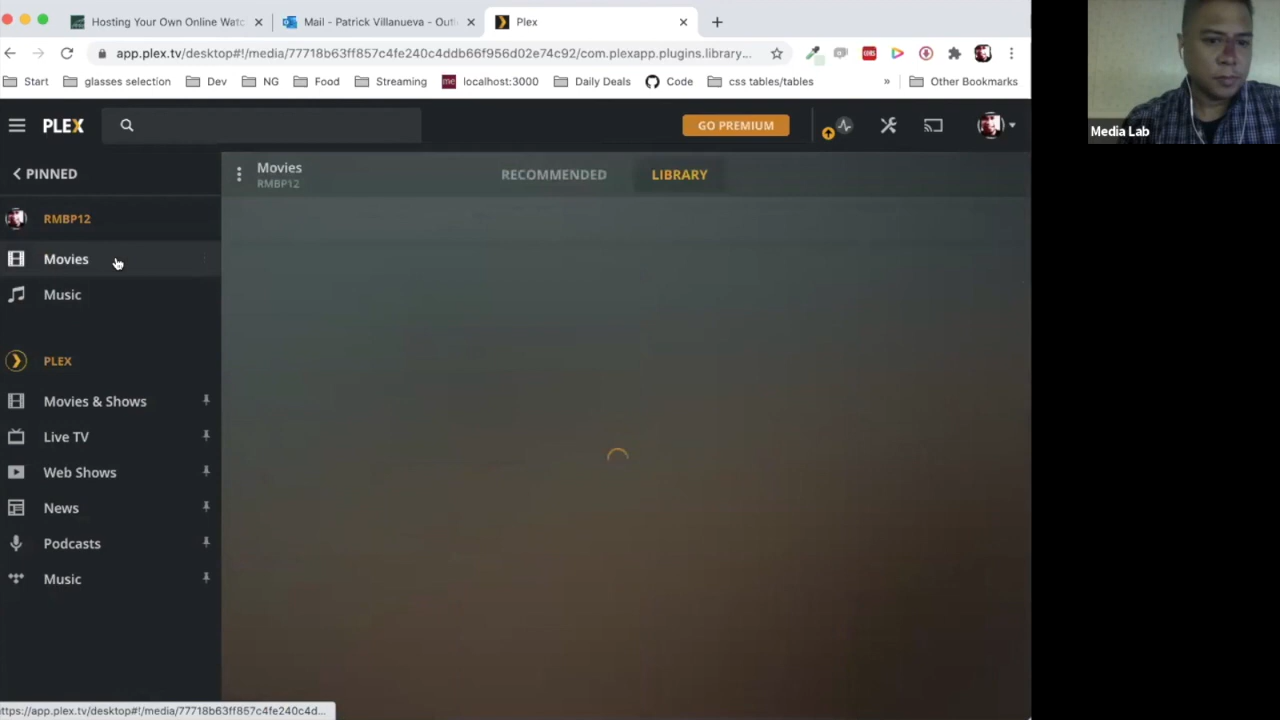 Hosting Your Own Online Watc
Mail - Patrick Villanueva - Outl
Plex
app.plex.tv/desktop#!/media/77718b63ff857c4fe240c4ddb66f956d02e74c92/com.plexapp.plugins.library...
Start
glasses selection
Dev
NG
Food
Streaming
me
localhost:3000
Daily Deals
Code
css tables/tables
»
Other Bookmarks
PLEX
GO PREMIUM
PINNED
Movies
RMBP12
RECOMMENDED
LIBRARY
RMBP12
Movies
Music
PLEX
Movies & Shows
Live TV
Web Shows
News
Podcasts
Music
https://app.plex.tv/desktop#!/media/77718b63ff857c4fe240c4d...
Media Lab